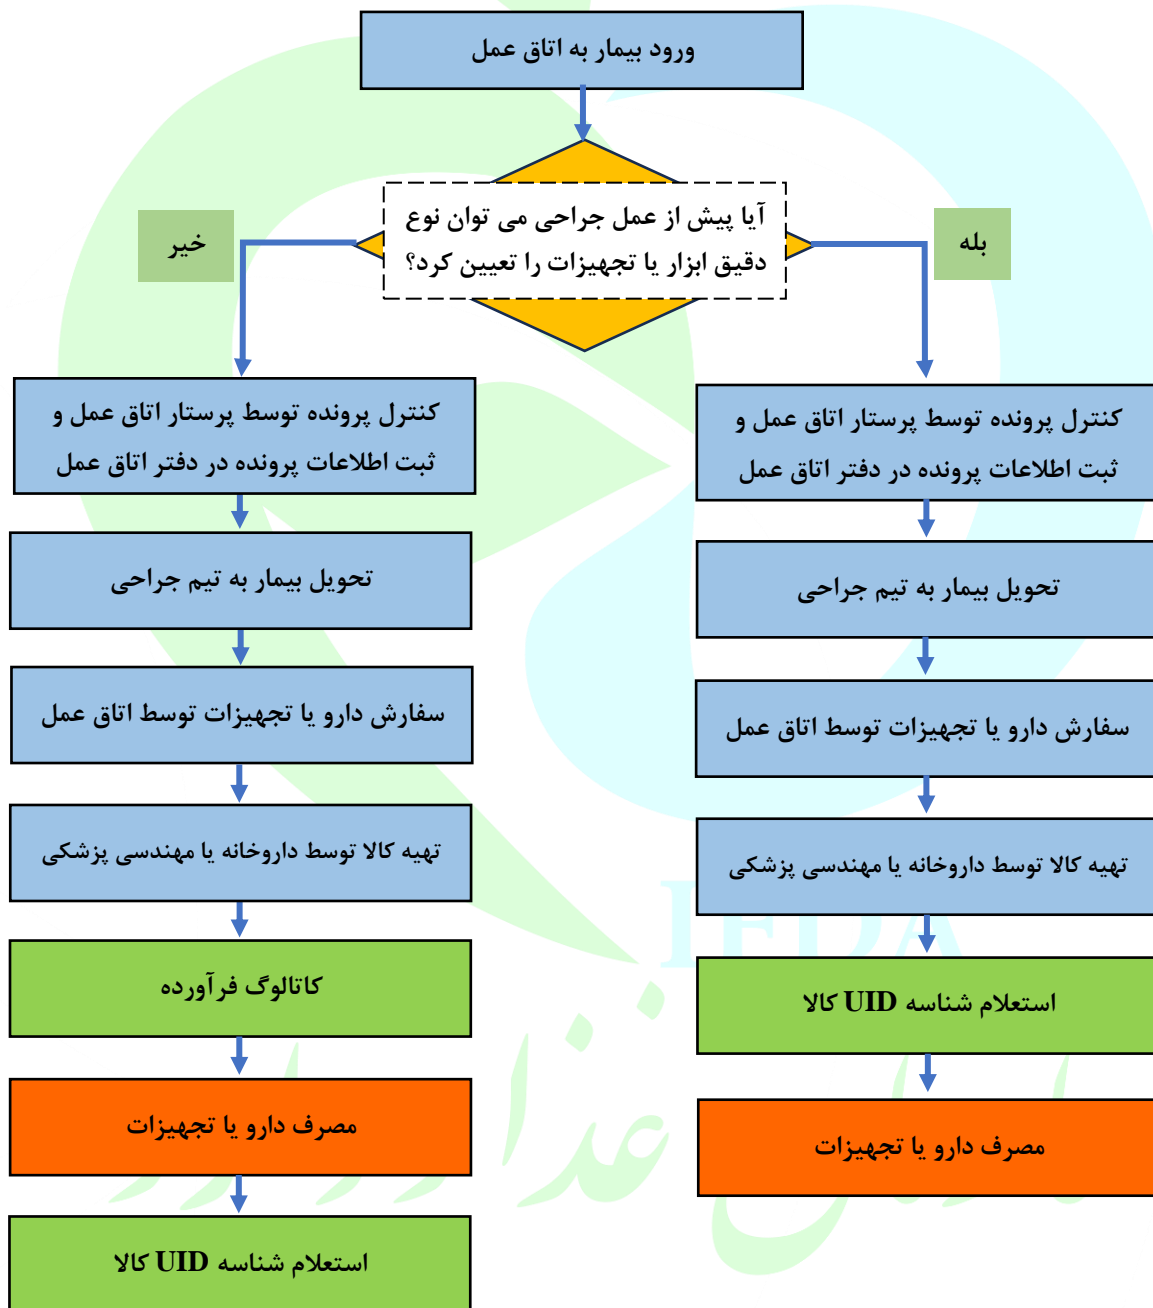 ورود بیمار به اتاق عمل
آیا پیش از عمل جراحی می توان نوع
دقیق ابزار یا تجهیزات را تعیین کرد؟
بله
خیر
کنترل پرونده توسط پرستار اتاق عمل و
ثبت اطلاعات پرونده در دفتر اتاق عمل
تحویل بیمار به تیم جراحی
سفارش دارو یا تجهیزات توسط اتاق عمل
تهیه کالا توسط داروخانه یا مهندسی پزشکی
استعلام شناسه UID کالا
مصرف دارو یا تجهیزات
کنترل پرونده توسط پرستار اتاق عمل و
ثبت اطلاعات پرونده در دفتر اتاق عمل
تحویل بیمار به تیم جراحی
سفارش دارو یا تجهیزات توسط اتاق عمل
تهیه کالا توسط داروخانه یا مهندسی پزشکی
کاتالوگ فرآورده
مصرف دارو یا تجهیزات
استعلام شناسه UID کالا
IFDA